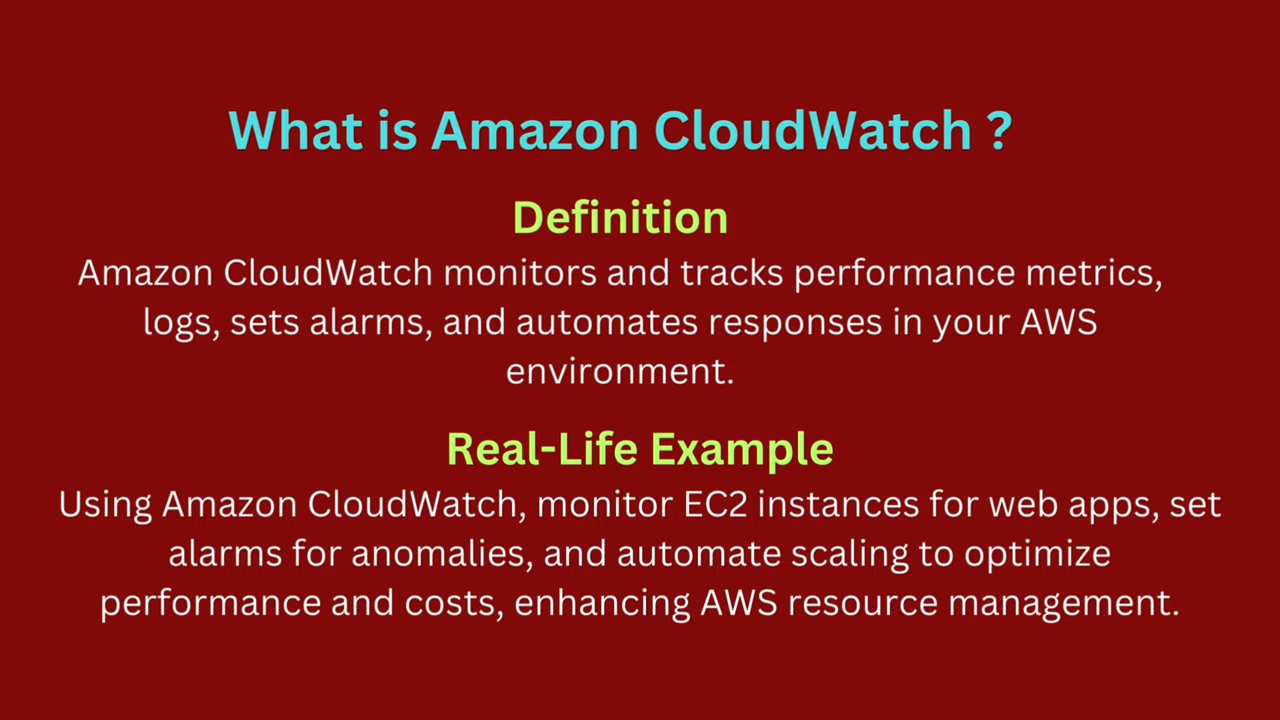 What is Amazon CloudWatch ?
Definition
Amazon CloudWatch monitors and tracks performance metrics,
logs, sets alarms, and automates responses in your AWS
environment.
Real-Life Example
Using Amazon CloudWatch, monitor EC2 instances for web apps, set
alarms for anomalies, and automate scaling to optimize
performance and costs, enhancing AWS resource management.